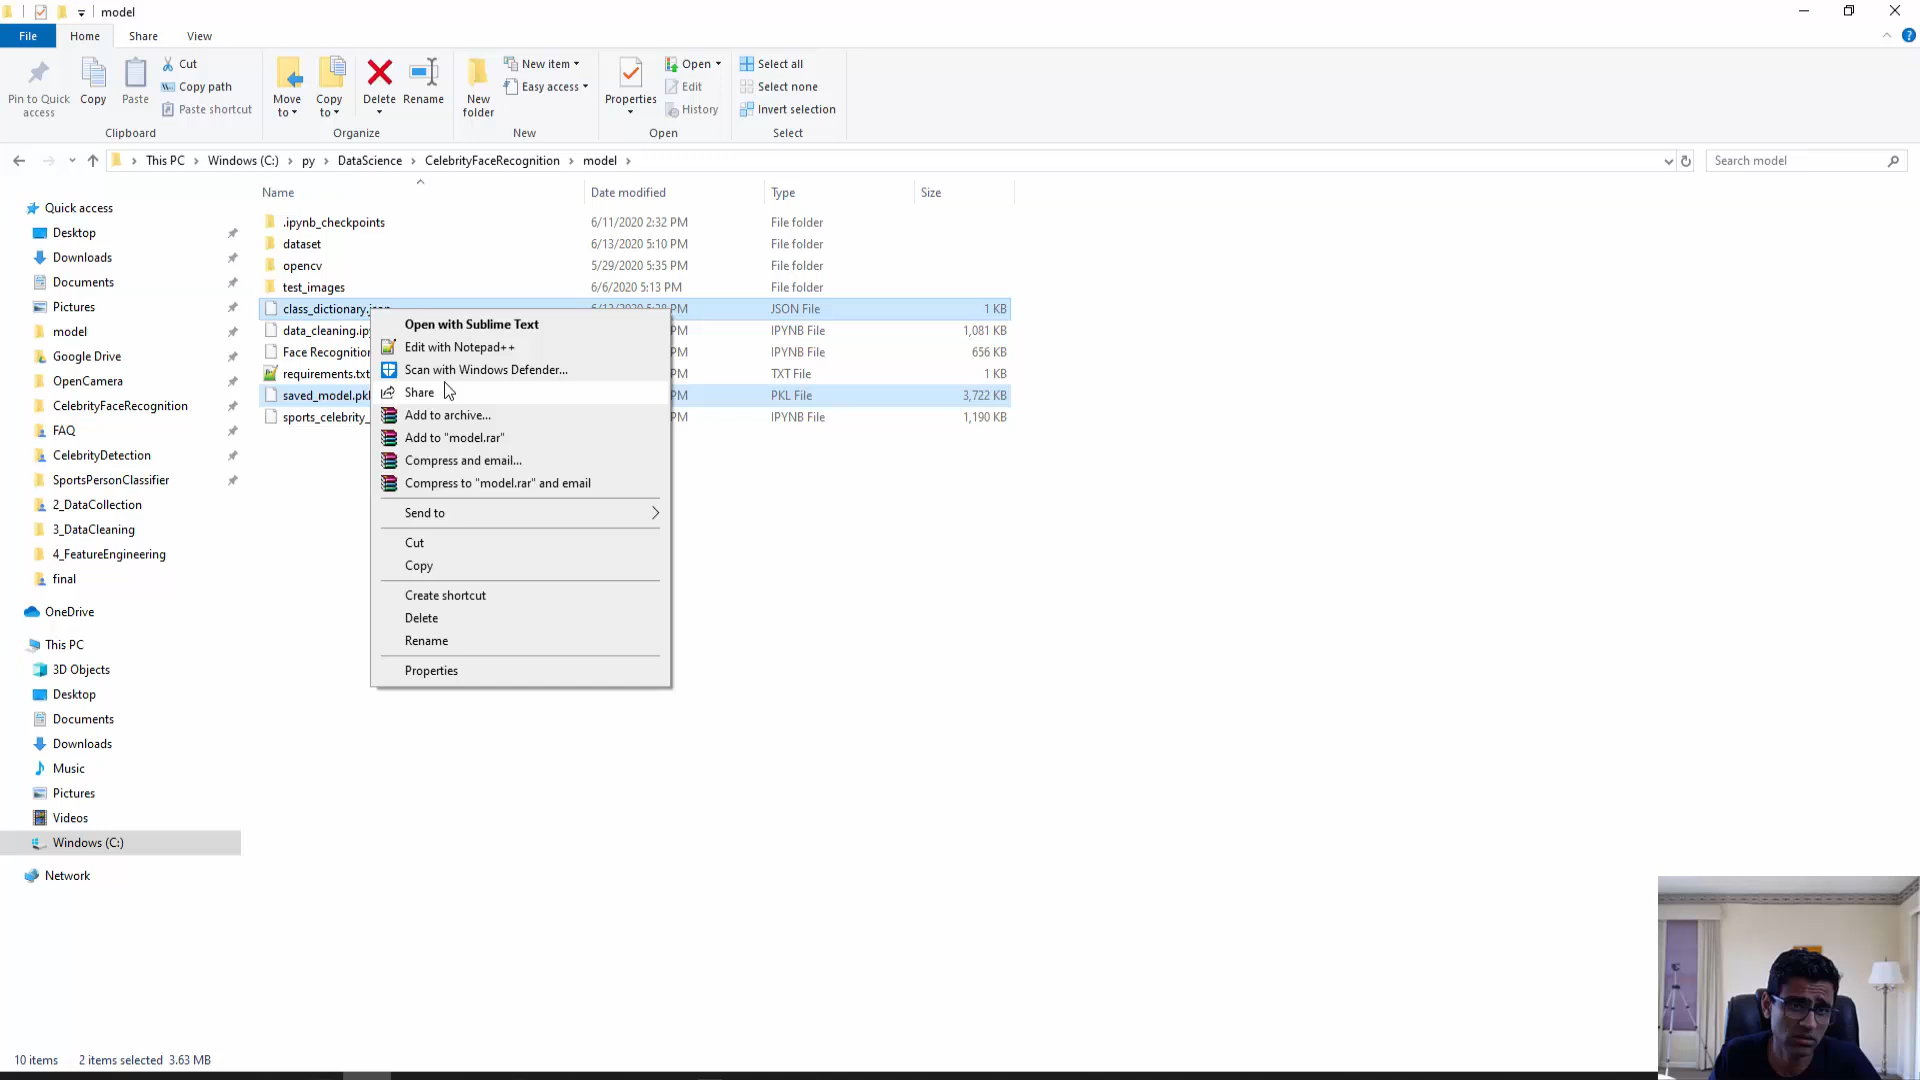 model
File Home Share View
Pin to Quick access
Copy
Paste
Cut
Copy path
Paste shortcut
Clipboard
Move to
Copy to
Delete
Rename
Organize
New folder
New item
Easy access
New
Properties
Open
Edit
History
Open
Select all
Select none
Invert selection
Select
This PC Windows (C:) py DataScience CelebrityFaceRecognition model
Search model
Quick access
Desktop
Downloads
Documents
Pictures
model
Google Drive
OpenCamera
CelebrityFaceRecognition
FAQ
CelebrityDetection
SportsPersonClassifier
2_DataCollection
3_DataCleaning
4_FeatureEngineering
final
OneDrive
This PC
3D Objects
Desktop
Documents
Downloads
Music
Pictures
Videos
Windows (C:)
Network
Name Date modified Type Size
.ipynb_checkpoints 6/11/2020 2:32 PM File folder
dataset 6/13/2020 5:10 PM File folder
opencv 5/29/2020 5:35 PM File folder
test_images 6/6/2020 5:13 PM File folder
class_dictionary.json JSON File 1 KB
data_cleaning.ipy PM IPYNB File 1,081 KB
Face Recognition PM IPYNB File 656 KB
requirements.txt PM TXT File 1 KB
saved_model.pkl PM PKL File 3,722 KB
sports_celebrity_ PM IPYNB File 1,190 KB
Open with Sublime Text
Edit with Notepad++
Scan with Windows Defender...
Share
Add to archive...
Add to "model.rar"
Compress and email...
Compress to "model.rar" and email
Send to
Cut
Copy
Create shortcut
Delete
Rename
Properties
10 items 2 items selected 3.63 MB